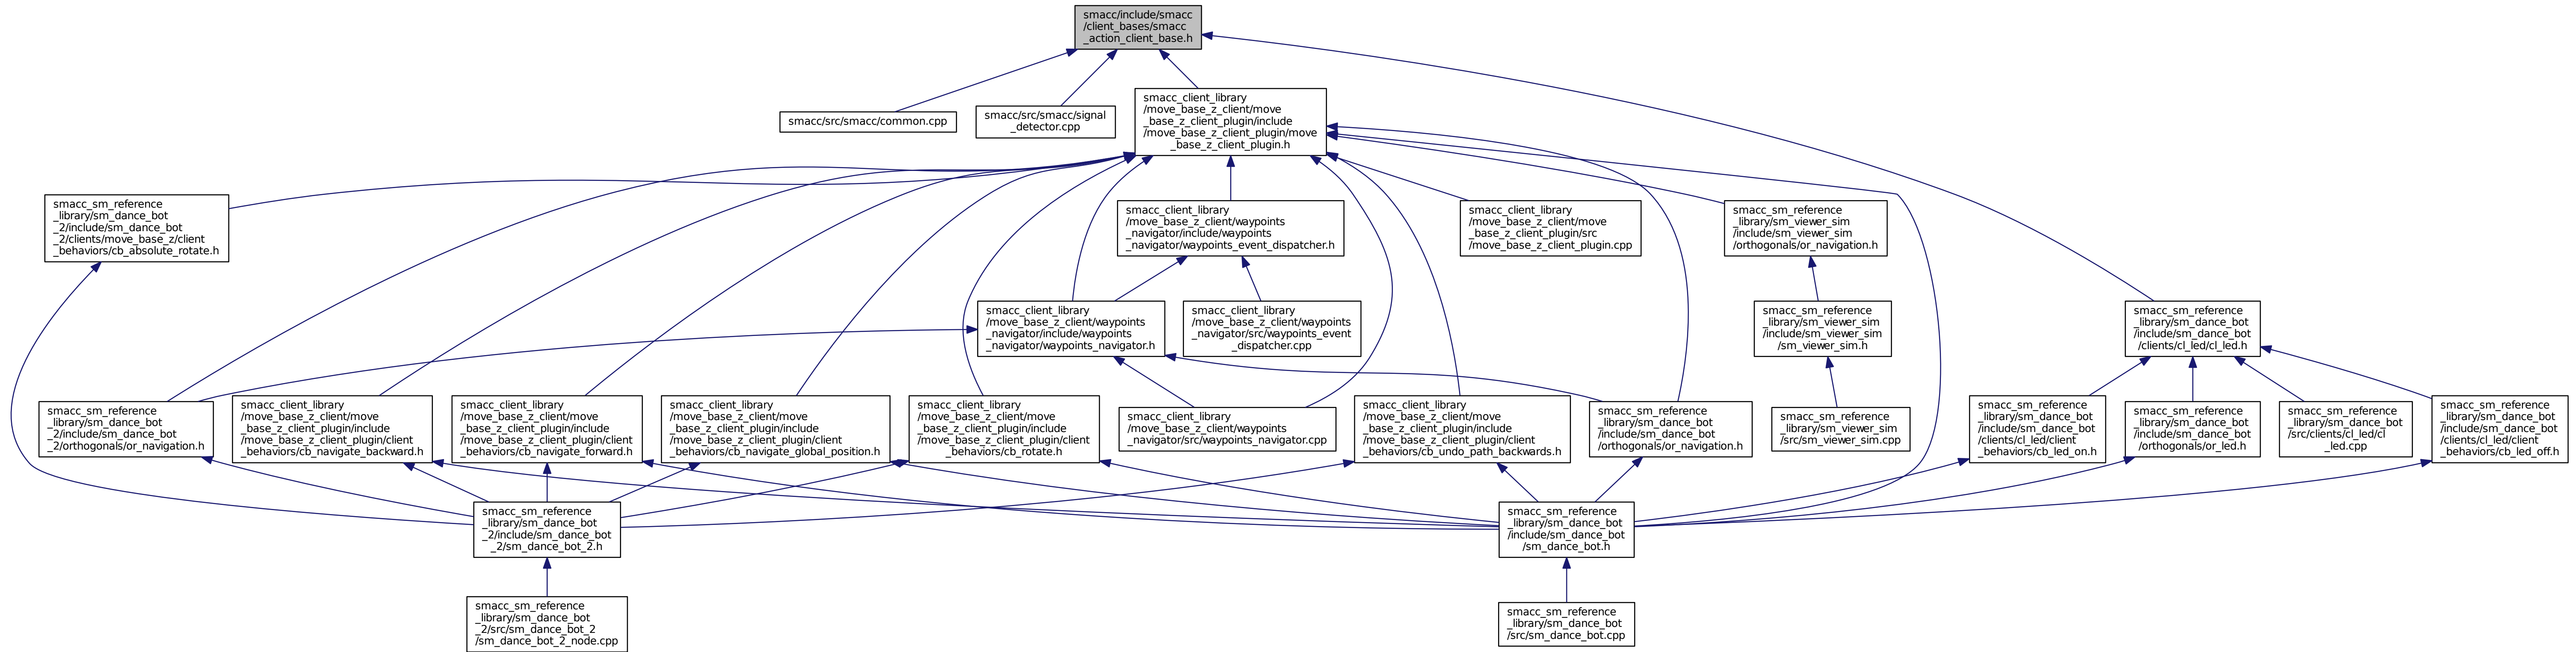 smacc/include/smacc
/client_bases/smacc
_action_client_base.h
smacc/src/smacc/common.cpp
smacc/src/smacc/signal
_detector.cpp
smacc_client_library
/move_base_z_client/move
_base_z_client_plugin/include
/move_base_z_client_plugin/move
_base_z_client_plugin.h
smacc_sm_reference
_library/sm_dance_bot
_2/include/sm_dance_bot
_2/clients/move_base_z/client
_behaviors/cb_absolute_rotate.h
smacc_client_library
/move_base_z_client/waypoints
_navigator/include/waypoints
_navigator/waypoints_event_dispatcher.h
smacc_client_library
/move_base_z_client/move
_base_z_client_plugin/src
/move_base_z_client_plugin.cpp
smacc_sm_reference
_library/sm_viewer_sim
/include/sm_viewer_sim
/orthogonals/or_navigation.h
smacc_client_library
/move_base_z_client/waypoints
_navigator/include/waypoints
_navigator/waypoints_navigator.h
smacc_client_library
/move_base_z_client/waypoints
_navigator/src/waypoints_event
_dispatcher.cpp
smacc_sm_reference
_library/sm_viewer_sim
/include/sm_viewer_sim
/sm_viewer_sim.h
smacc_sm_reference
_library/sm_dance_bot
/include/sm_dance_bot
/clients/cl_led/cl_led.h
smacc_sm_reference
_library/sm_dance_bot
_2/include/sm_dance_bot
_2/orthogonals/or_navigation.h
smacc_client_library
/move_base_z_client/move
_base_z_client_plugin/include
/move_base_z_client_plugin/client
_behaviors/cb_navigate_backward.h
smacc_client_library
/move_base_z_client/move
_base_z_client_plugin/include
/move_base_z_client_plugin/client
_behaviors/cb_navigate_forward.h
smacc_client_library
/move_base_z_client/move
_base_z_client_plugin/include
/move_base_z_client_plugin/client
_behaviors/cb_navigate_global_position.h
smacc_client_library
/move_base_z_client/move
_base_z_client_plugin/include
/move_base_z_client_plugin/client
_behaviors/cb_rotate.h
smacc_client_library
/move_base_z_client/waypoints
_navigator/src/waypoints_navigator.cpp
smacc_client_library
/move_base_z_client/move
_base_z_client_plugin/include
/move_base_z_client_plugin/client
_behaviors/cb_undo_path_backwards.h
smacc_sm_reference
_library/sm_dance_bot
/include/sm_dance_bot
/orthogonals/or_navigation.h
smacc_sm_reference
_library/sm_viewer_sim
/src/sm_viewer_sim.cpp
smacc_sm_reference
_library/sm_dance_bot
/include/sm_dance_bot
/clients/cl_led/client
_behaviors/cb_led_on.h
smacc_sm_reference
_library/sm_dance_bot
/include/sm_dance_bot
/orthogonals/or_led.h
smacc_sm_reference
_library/sm_dance_bot
/src/clients/cl_led/cl
_led.cpp
smacc_sm_reference
_library/sm_dance_bot
/include/sm_dance_bot
/clients/cl_led/client
_behaviors/cb_led_off.h
smacc_sm_reference
_library/sm_dance_bot
_2/include/sm_dance_bot
_2/sm_dance_bot_2.h
smacc_sm_reference
_library/sm_dance_bot
/include/sm_dance_bot
/sm_dance_bot.h
smacc_sm_reference
_library/sm_dance_bot
_2/src/sm_dance_bot_2
/sm_dance_bot_2_node.cpp
smacc_sm_reference
_library/sm_dance_bot
/src/sm_dance_bot.cpp